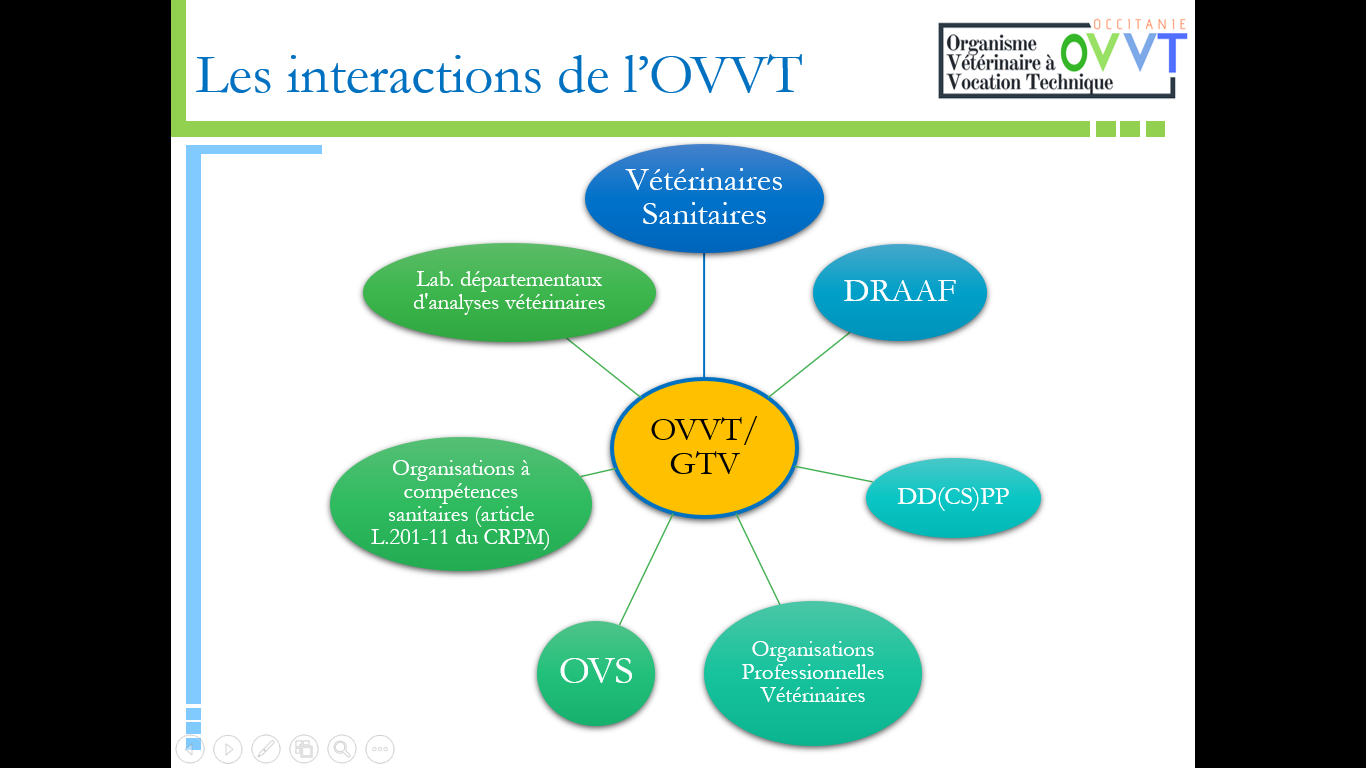 Les interactions de l’OVVT
OCCITANIE
Organisme
Vétérinaire à
Vocation Technique
OVVT
Vétérinaires
Sanitaires
Lab. départementaux
d'analyses vétérinaires
DRAAF
OVVT/
GTV
Organisations à
compétences
sanitaires (article
L.201-11 du CRPM)
DD(CS)PP
OVS
Organisations
Professionnelles
Vétérinaires